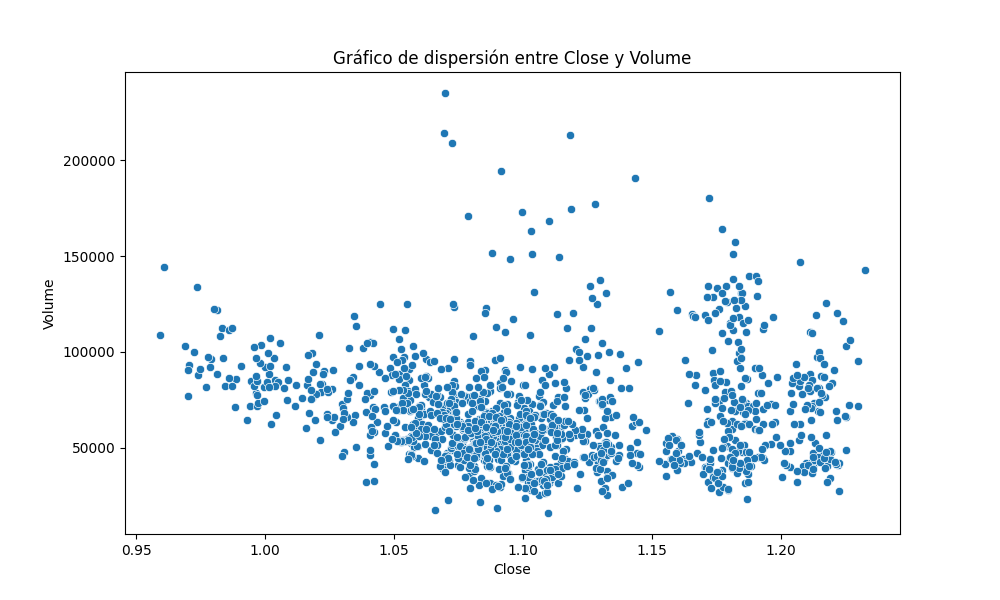 Gráfico de dispersión entre Close y Volume
Volume
200000
150000
100000
50000
0.95 1.00 1.05 1.10 1.15 1.20
Close